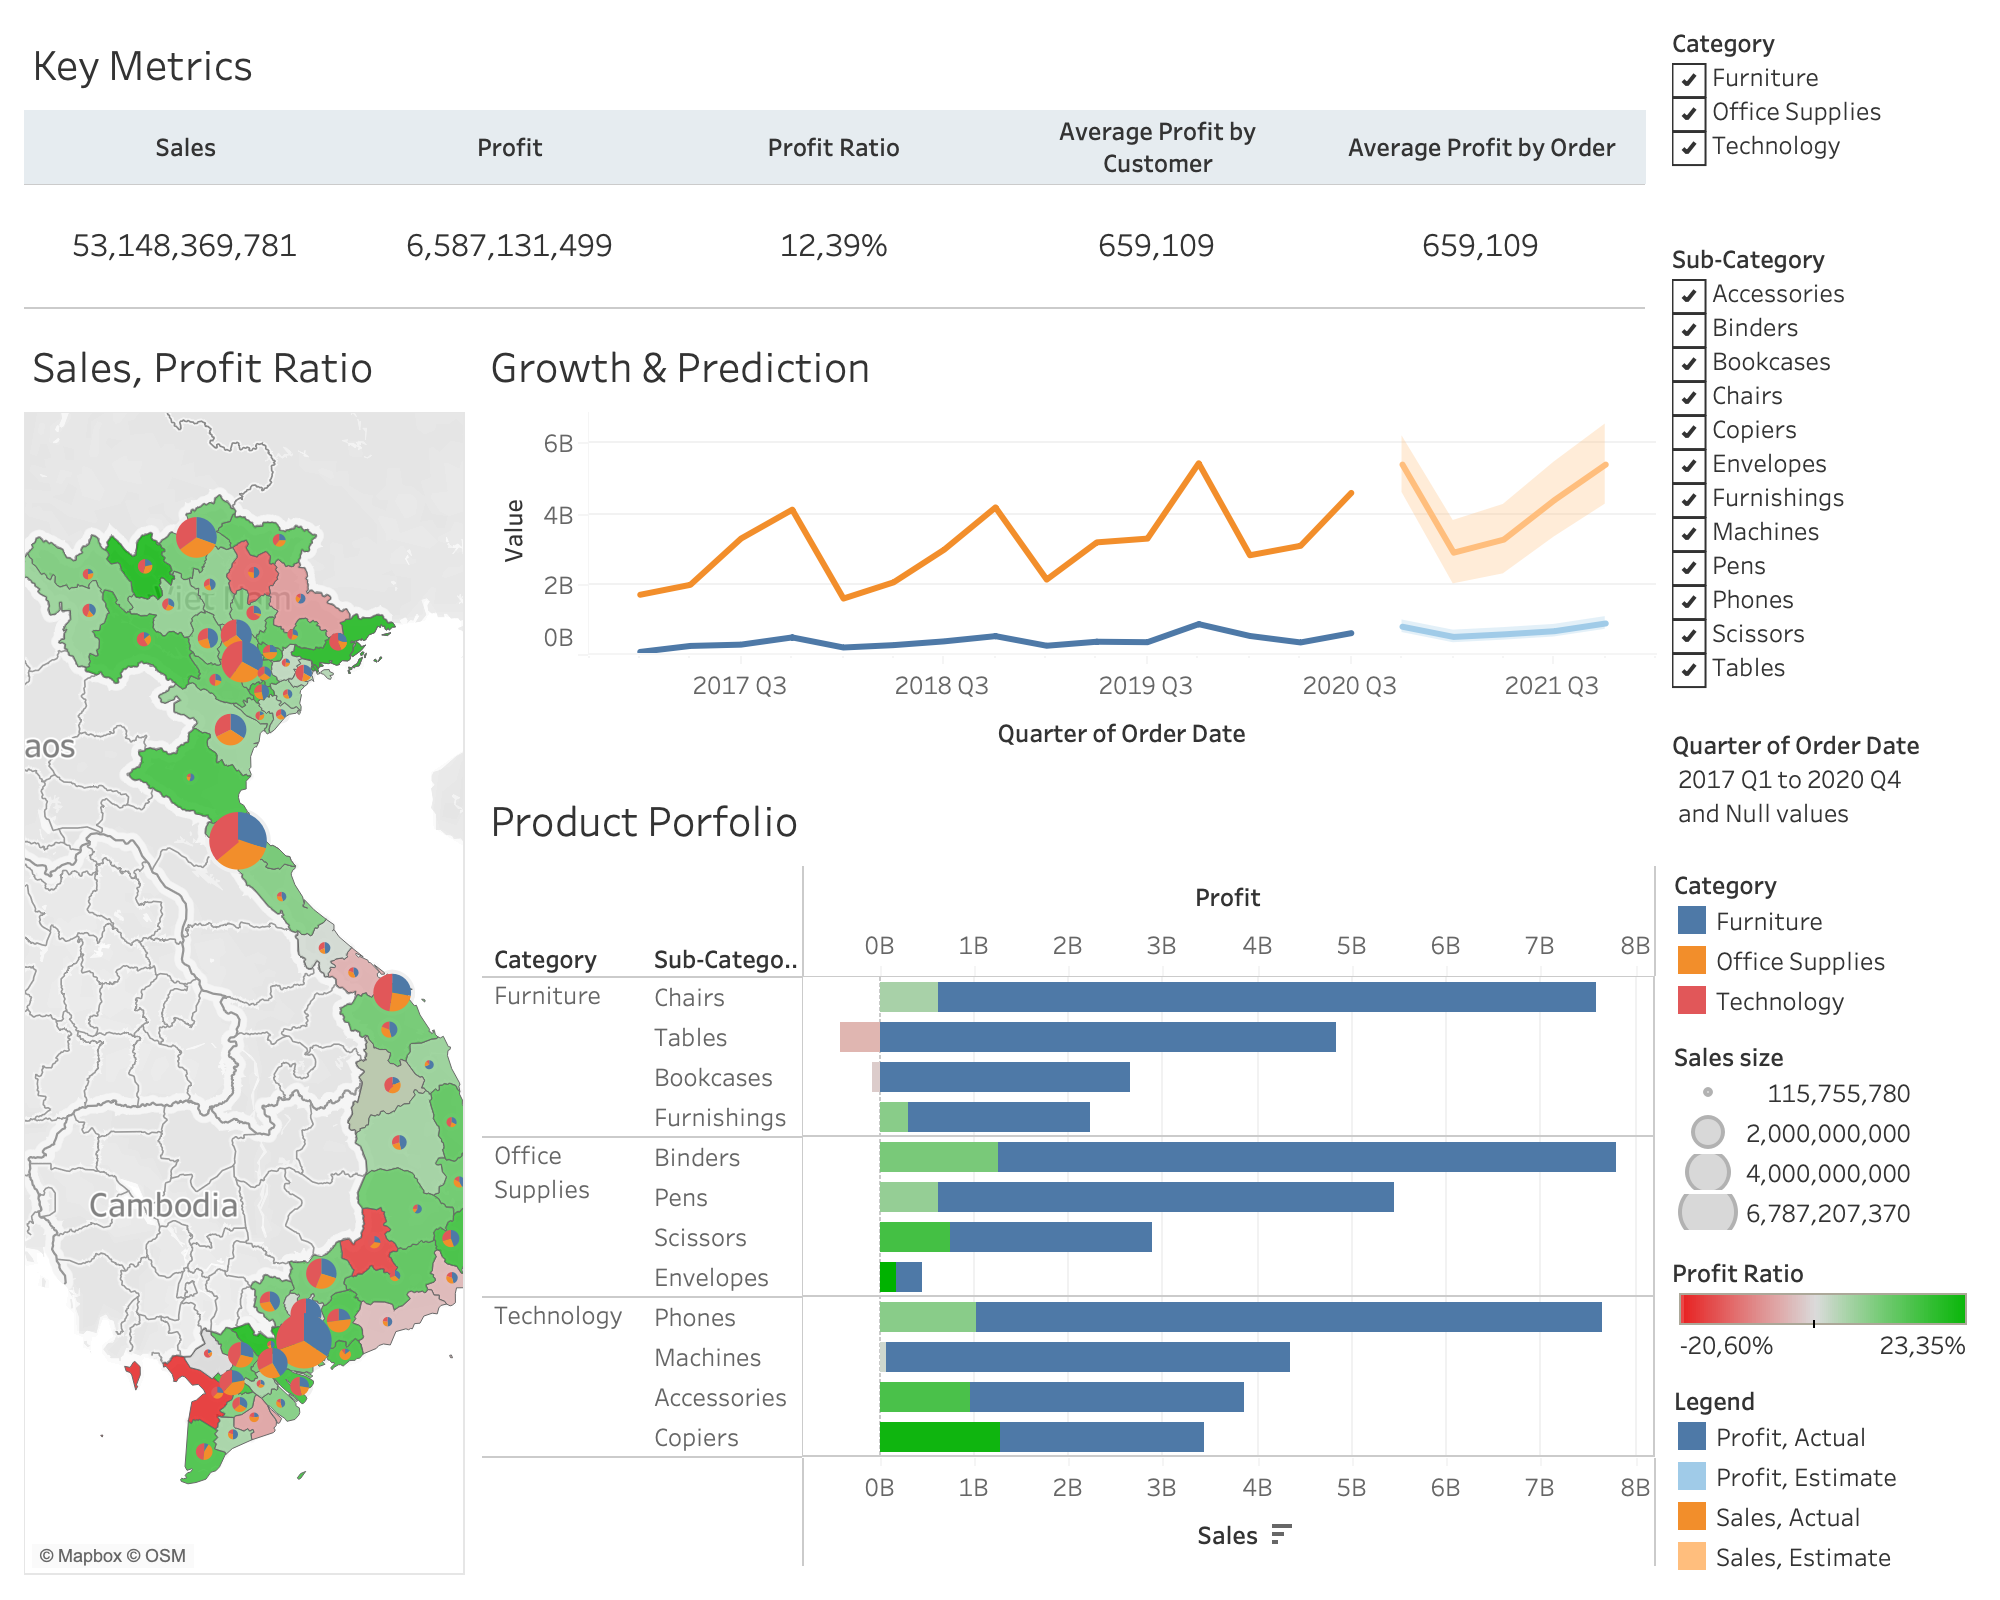 Key Metrics
Sales
Profit
Profit Ratio
Average Profit by
Customer
Average Profit by Order
53,148,369,781
6,587,131,499
12,39%
659,109
659,109
Sales, Profit Ratio
Viet Nam
aos
Cambodia
© Mapbox © OSM
Growth & Prediction
Value
6B
4B
2B
0B
2017 Q3
2018 Q3
2019 Q3
2020 Q3
2021 Q3
Quarter of Order Date
Product Porfolio
Profit
Category
Sub-Catego..
0B 1B 2B 3B 4B 5B 6B 7B 8B
Furniture
Chairs
Tables
Bookcases
Furnishings
Office
Supplies
Binders
Pens
Scissors
Envelopes
Technology
Phones
Machines
Accessories
Copiers
0B 1B 2B 3B 4B 5B 6B 7B 8B
Sales
Category
Furniture
Office Supplies
Technology
Sub-Category
Accessories
Binders
Bookcases
Chairs
Copiers
Envelopes
Furnishings
Machines
Pens
Phones
Scissors
Tables
Quarter of Order Date
2017 Q1 to 2020 Q4
and Null values
Category
Furniture
Office Supplies
Technology
Sales size
115,755,780
2,000,000,000
4,000,000,000
6,787,207,370
Profit Ratio
-20,60%
23,35%
Legend
Profit, Actual
Profit, Estimate
Sales, Actual
Sales, Estimate